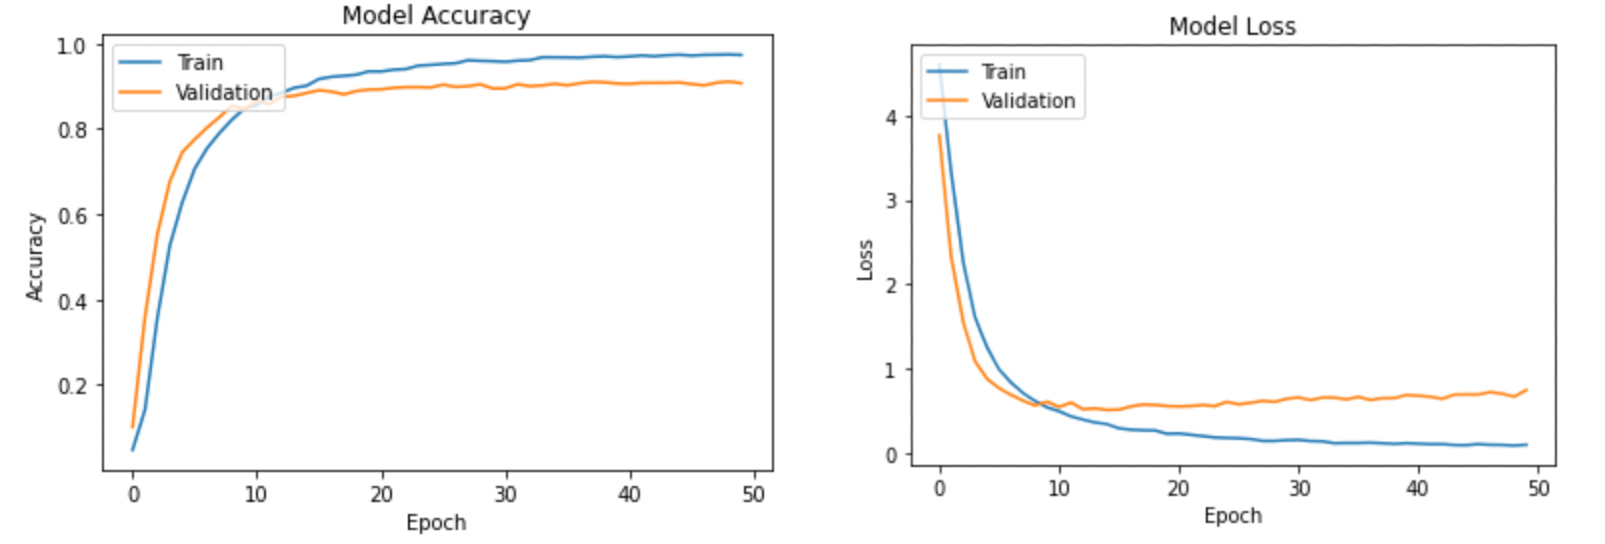 Model Accuracy
1.0
0.8
0.6
0.4
0.2
Accuracy
Train
Validation
0 10 20 30 40 50
Epoch
Model Loss
4
3
2
1
0
Loss
Train
Validation
0 10 20 30 40 50
Epoch